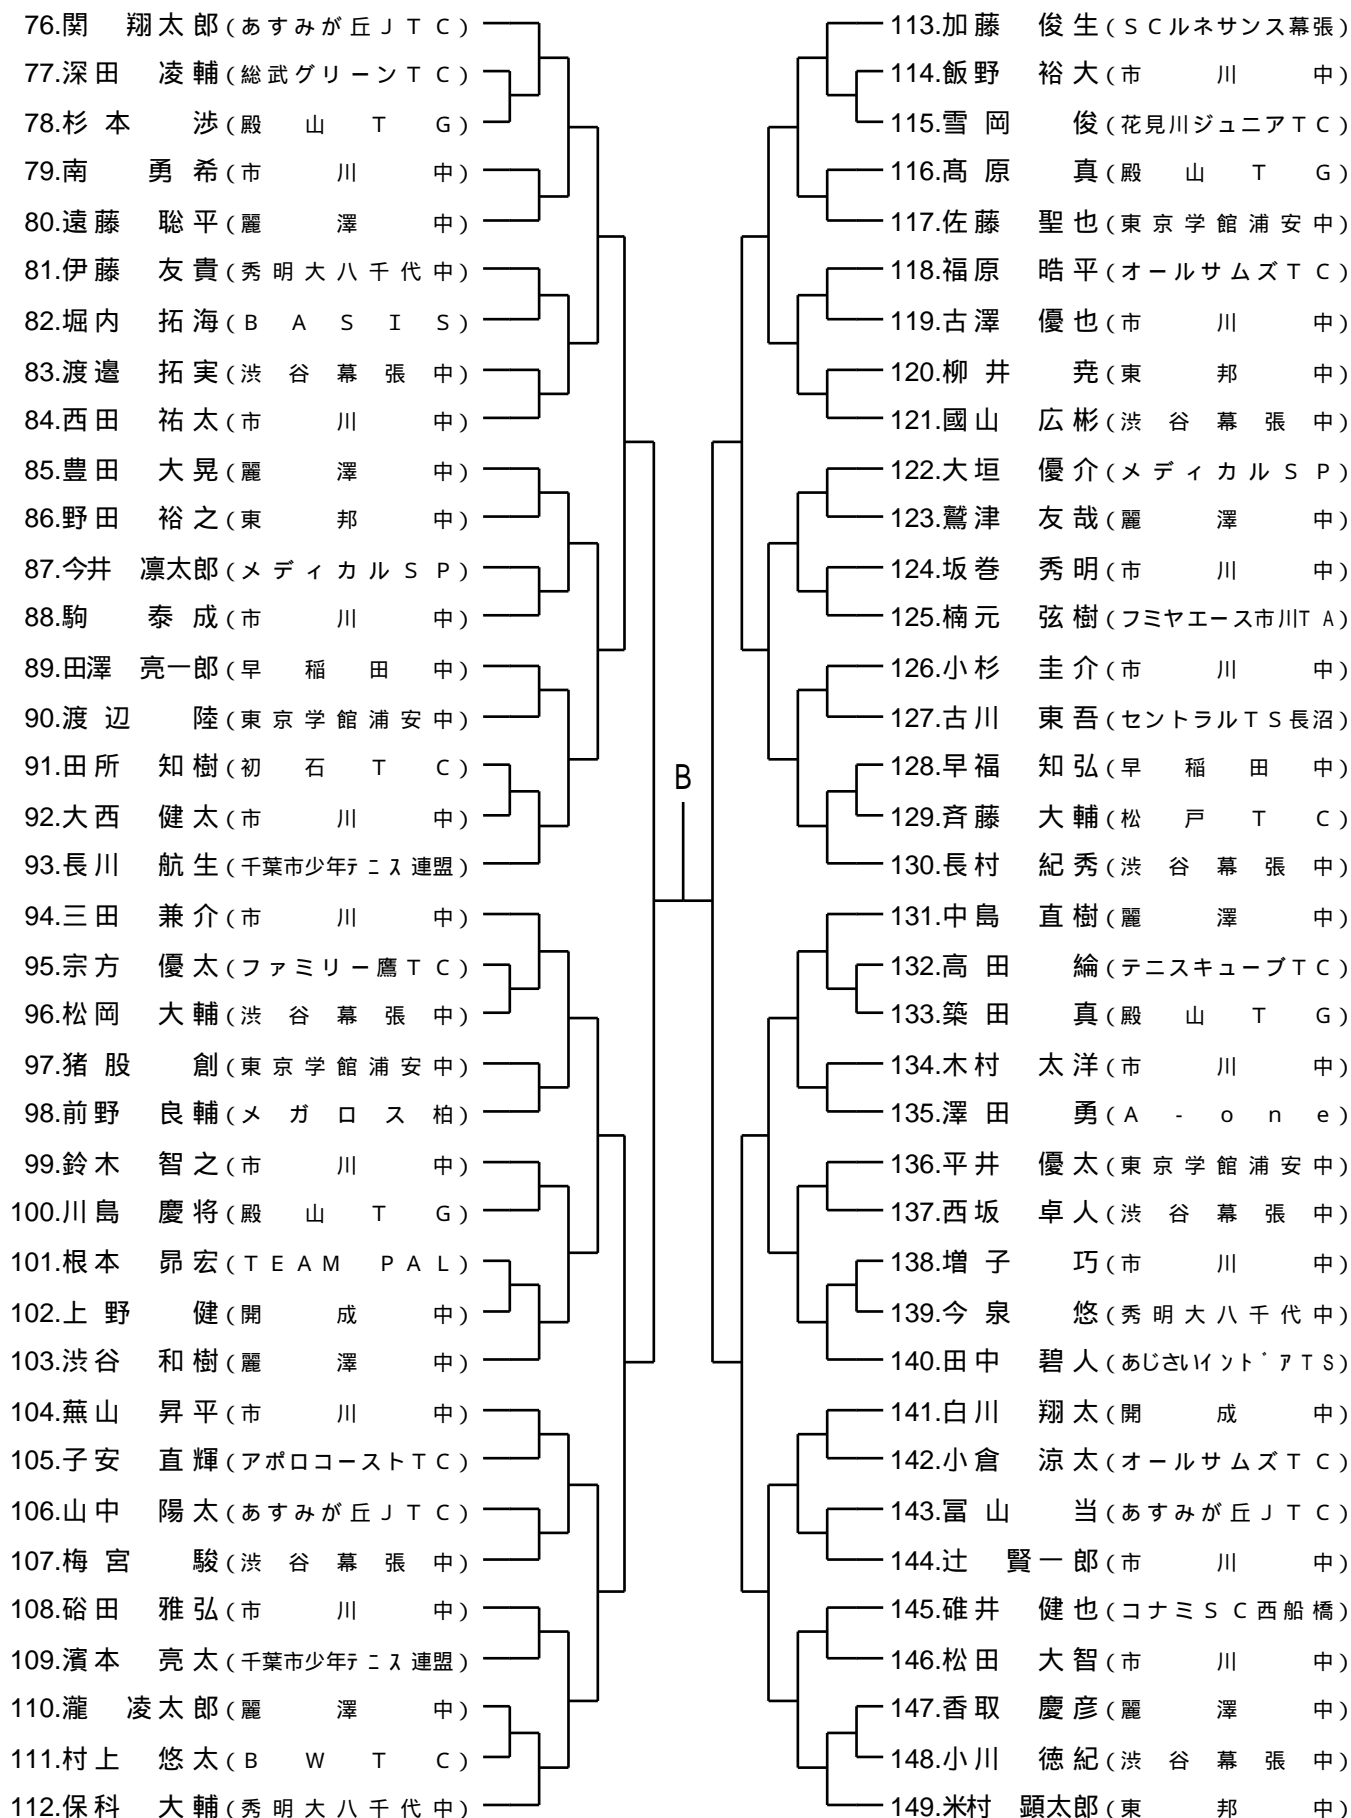 76.関 翔太郎(あすみが丘JTC)
77.深田 凌輔(総武グリーンTC)
78.杉本 渉(殿山TG)
79.南 勇希(市川中)
80.遠藤 聡平(麗澤中)
81.伊藤 友貴(秀明大八千代中)
82.堀内 拓海(BASIS)
83.渡邉 拓実(渋谷幕張中)
84.西田 祐太(市川中)
85.豊田 大晃(麗澤中)
86.野田 裕之(東邦中)
87.今井 凛太郎(メディカルSP)
88.駒 泰成(市川中)
89.田澤 亮一郎(早稲田中)
90.渡辺 陸(東京学館浦安中)
91.田所 知樹(初石TC)
92.大西 健太(市川中)
93.長川 航生(千葉市少年テニス連盟)
94.三田 兼介(市川中)
95.宗方 優太(ファミリー鷹TC)
96.松岡 大輔(渋谷幕張中)
97.猪股 創(東京学館浦安中)
98.前野 良輔(メガロス柏)
99.鈴木 智之(市川中)
100.川島 慶将(殿山TG)
101.根本 昴宏(TEAM PAL)
102.上野 健(開成中)
103.渋谷 和樹(麗澤中)
104.蕪山 昇平(市川中)
105.子安 直輝(アポロコーストTC)
106.山中 陽太(あすみが丘JTC)
107.梅宮 駿(渋谷幕張中)
108.硲田 雅弘(市川中)
109.濱本 亮太(千葉市少年テニス連盟)
110.瀧 凌太郎(麗澤中)
111.村上 悠太(BWTC)
112.保科 大輔(秀明大八千代中)
B
113.加藤 俊生(SCルネサンス幕張)
114.飯野 裕大(市川中)
115.雪岡 俊(花見川ジュニアTC)
116.髙原 真(殿山TG)
117.佐藤 聖也(東京学館浦安中)
118.福原 晧平(オールサムズTC)
119.古澤 優也(市川中)
120.柳井 尭(東邦中)
121.國山 広彬(渋谷幕張中)
122.大垣 優介(メディカルSP)
123.鷲津 友哉(麗澤中)
124.坂巻 秀明(市川中)
125.楠元 弦樹(フミヤエース市川TA)
126.小杉 圭介(市川中)
127.古川 東吾(セントラルTS長沼)
128.早福 知弘(早稲田中)
129.斉藤 大輔(松戸TC)
130.長村 紀秀(渋谷幕張中)
131.中島 直樹(麗澤中)
132.高田 綸(テニスキューブTC)
133.築田 真(殿山TG)
134.木村 太洋(市川中)
135.澤田 勇(A-one)
136.平井 優太(東京学館浦安中)
137.西坂 卓人(渋谷幕張中)
138.増子 巧(市川中)
139.今泉 悠(秀明大八千代中)
140.田中 碧人(あじさいインドアTS)
141.白川 翔太(開成中)
142.小倉 涼太(オールサムズTC)
143.冨山 当(あすみが丘JTC)
144.辻 賢一郎(市川中)
145.碓井 健也(コナミSC西船橋)
146.松田 大智(市川中)
147.香取 慶彦(麗澤中)
148.小川 徳紀(渋谷幕張中)
149.米村 顕太郎(東邦中)